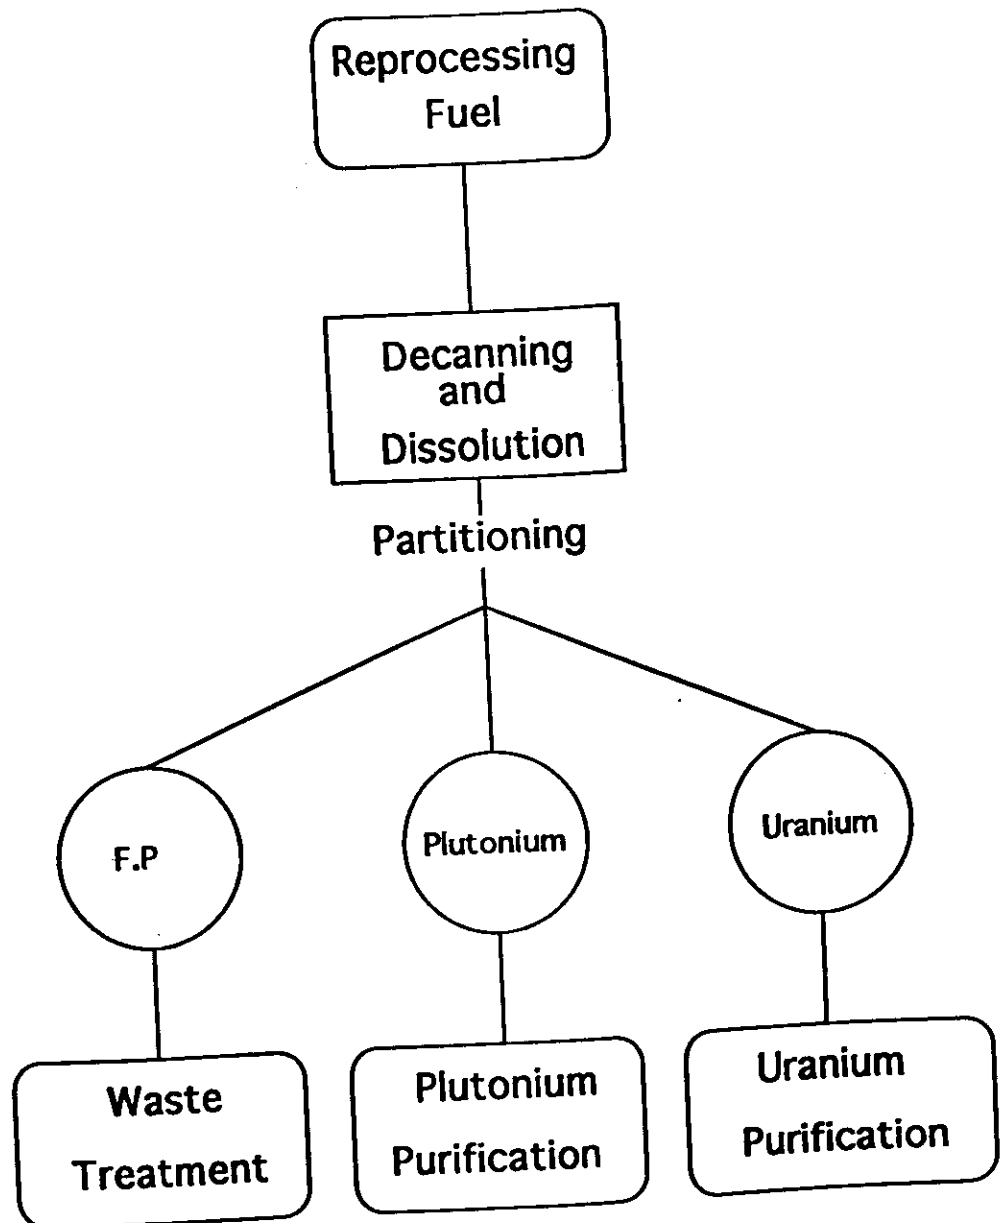 Reprocessing
Fuel
Decanning
and
Dissolution
Partitioning
F.P
Plutonium
Uranium
Waste
Treatment
Plutonium
Purification
Uranium
Purification